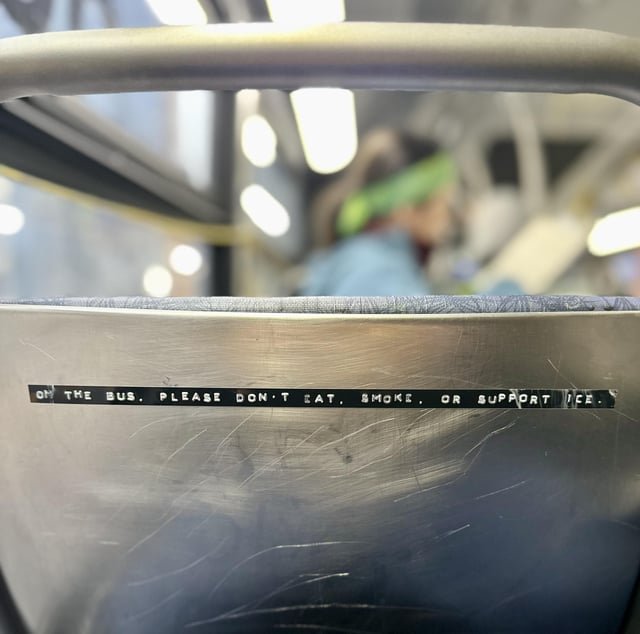 ON THE BUS, PLEASE DON'T EAT, SMOKE, OR SUPPORT ICE.